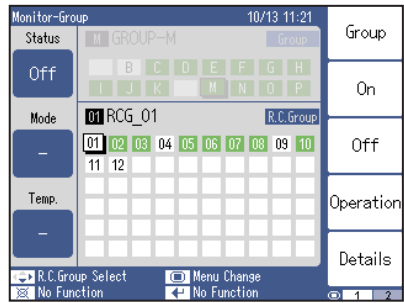 Monitor-Group 10/13 11:21
Status
Off
Mode
–
Temp.
–
M GROUP-M Group
B C D E F G H
I J K M N O P
01 RCG_01 R.C.Group
01 02 03 04 05 06 07 08 09 10
11 12
R.C.Group Select Menu Change
No Function No Function
Group
On
Off
Operation
Details
1 2